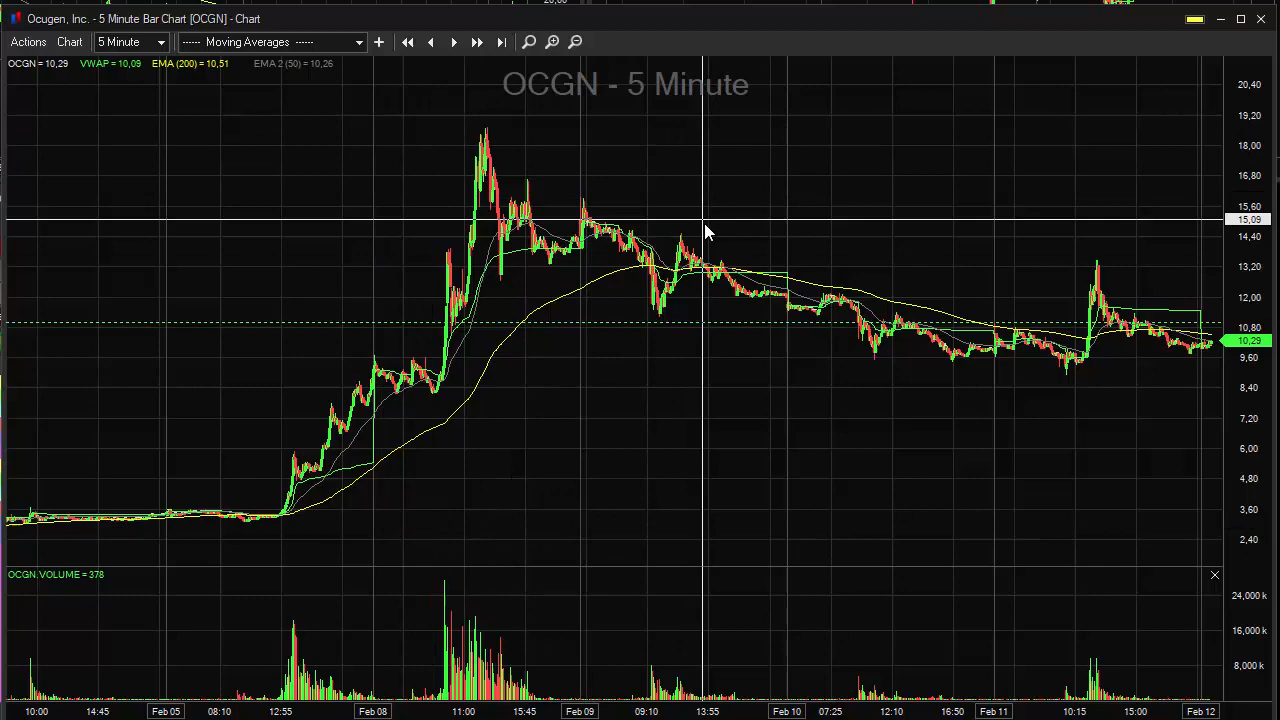 20,00
Ocugen, Inc. - 5 Minute Bar Chart [OCGN] - Chart
Actions Chart 5 Minute ------ Moving Averages ------
OCGN = 10,29 VWAP = 10,09 EMA (200) = 10,51 EMA 2 (50) = 10,26
OCGN - 5 Minute
20,40
19,20
18,00
16,80
15,60
15,09
14,40
13,20
12,00
10,80
10,29
9,60
8,40
7,20
6,00
4,80
3,60
2,40
OCGN.VOLUME = 378
24,000 k
16,000 k
8,000 k
10:00 14:45 Feb 05 08:10 12:55 Feb 08 11:00 15:45 Feb 09 09:10 13:55 Feb 10 07:25 12:10 16:50 Feb 11 10:15 15:00 Feb 12